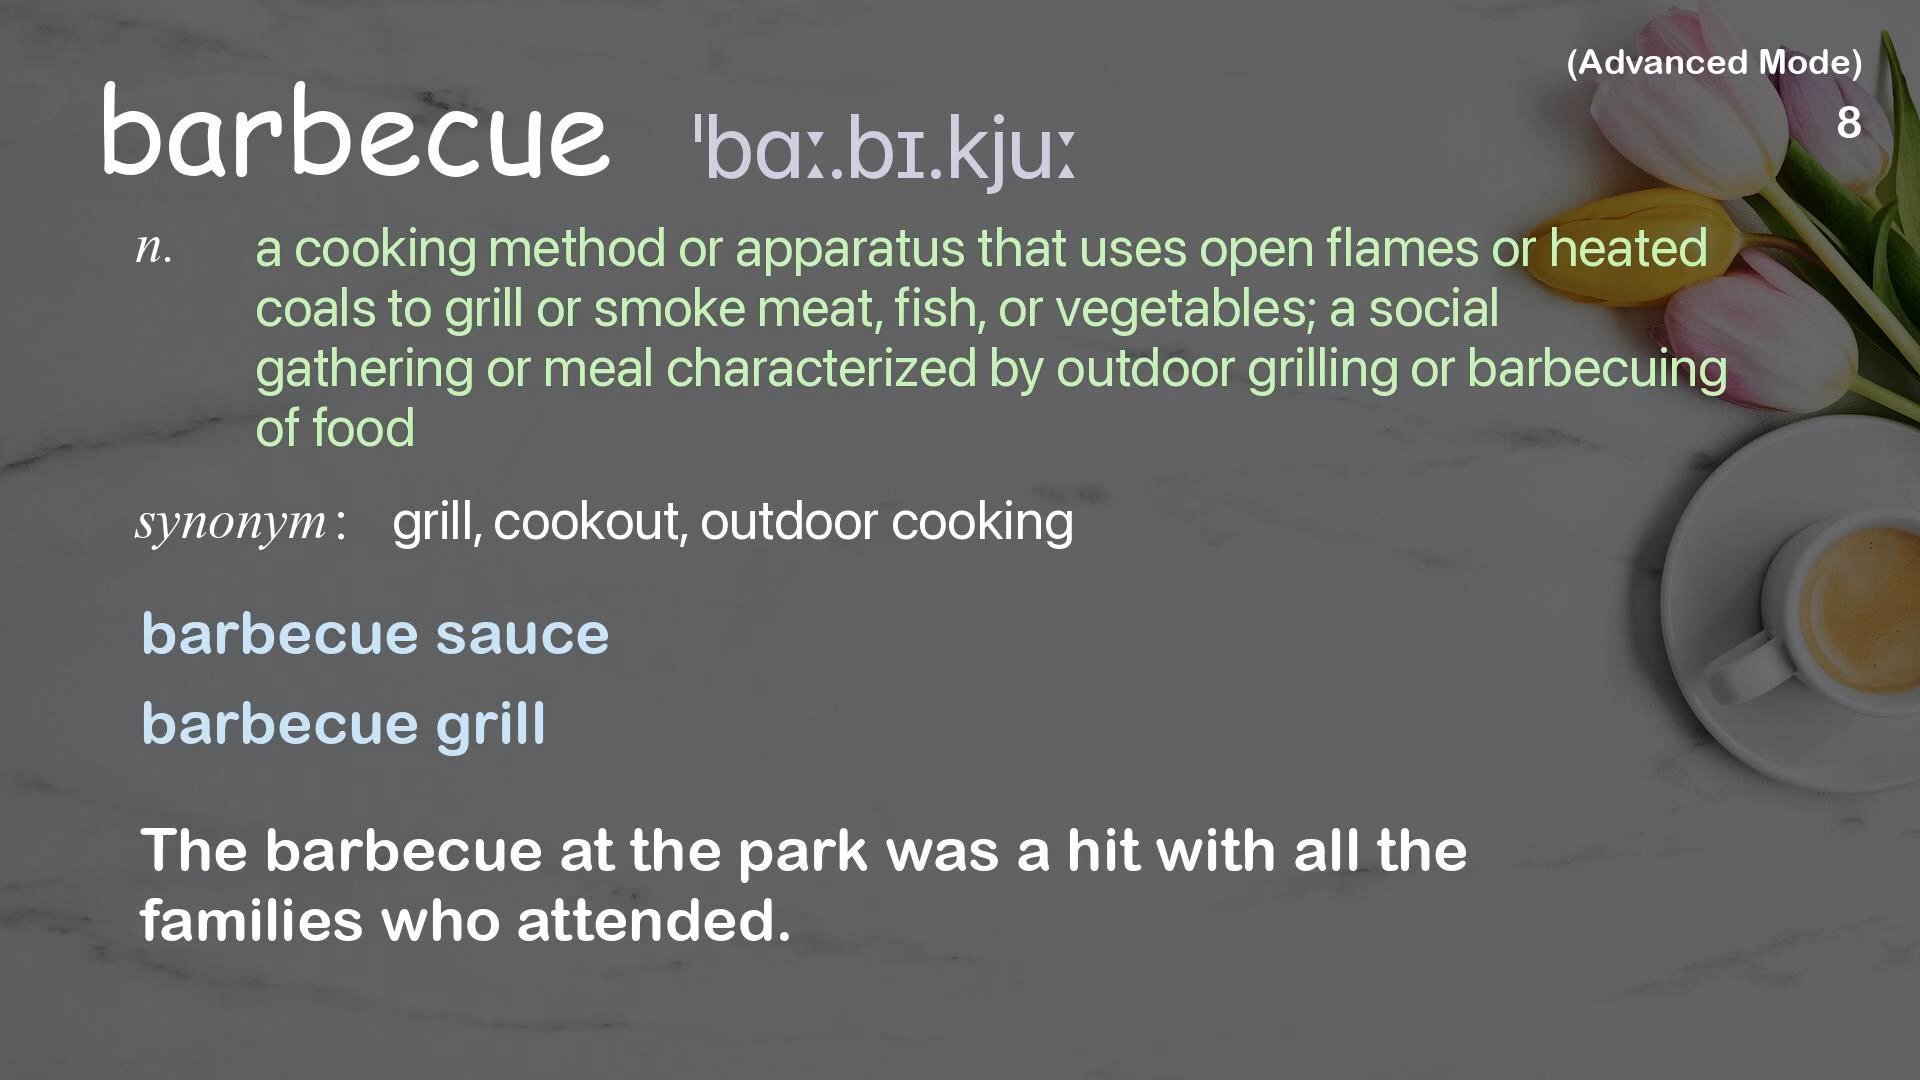 (Advanced Mode)
barbecue ˈbɑː.bɪ.kjuː
8
n. a cooking method or apparatus that uses open flames or heated
coals to grill or smoke meat, fish, or vegetables; a social
gathering or meal characterized by outdoor grilling or barbecuing
of food
synonym : grill, cookout, outdoor cooking
barbecue sauce
barbecue grill
The barbecue at the park was a hit with all the
families who attended.